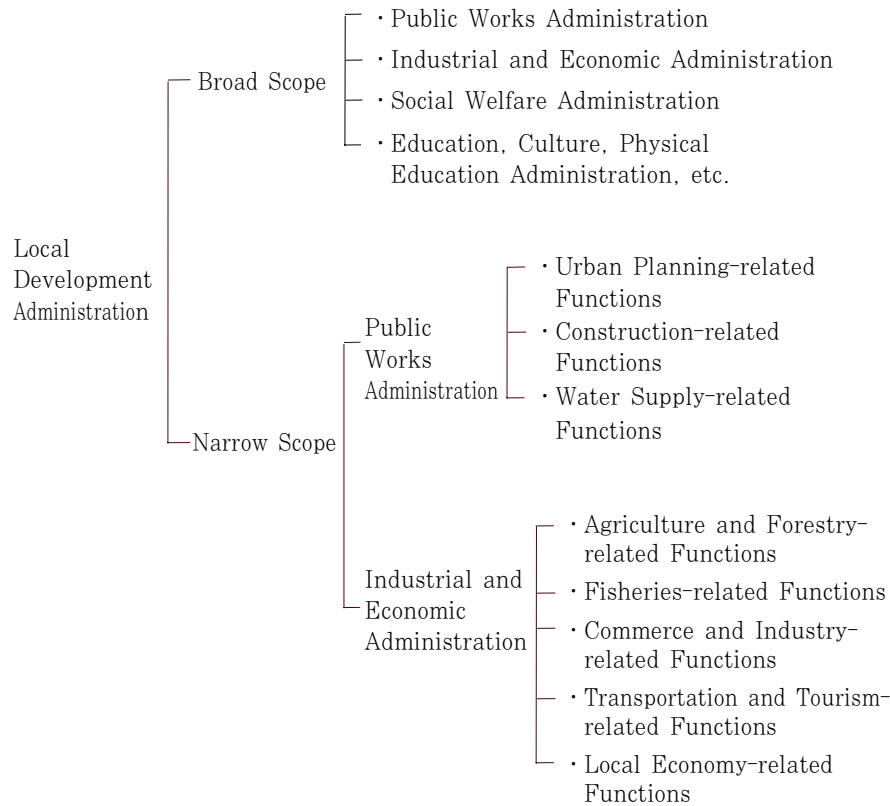 Local
Development
Administration
Broad Scope
· Public Works Administration
· Industrial and Economic Administration
· Social Welfare Administration
· Education, Culture, Physical
Education Administration, etc.
Narrow Scope
Public
Works
Administration
· Urban Planning-related
Functions
· Construction-related
Functions
· Water Supply-related
Functions
Industrial and
Economic
Administration
· Agriculture and Forestry-
related Functions
· Fisheries-related Functions
· Commerce and Industry-
related Functions
· Transportation and Tourism-
related Functions
· Local Economy-related
Functions